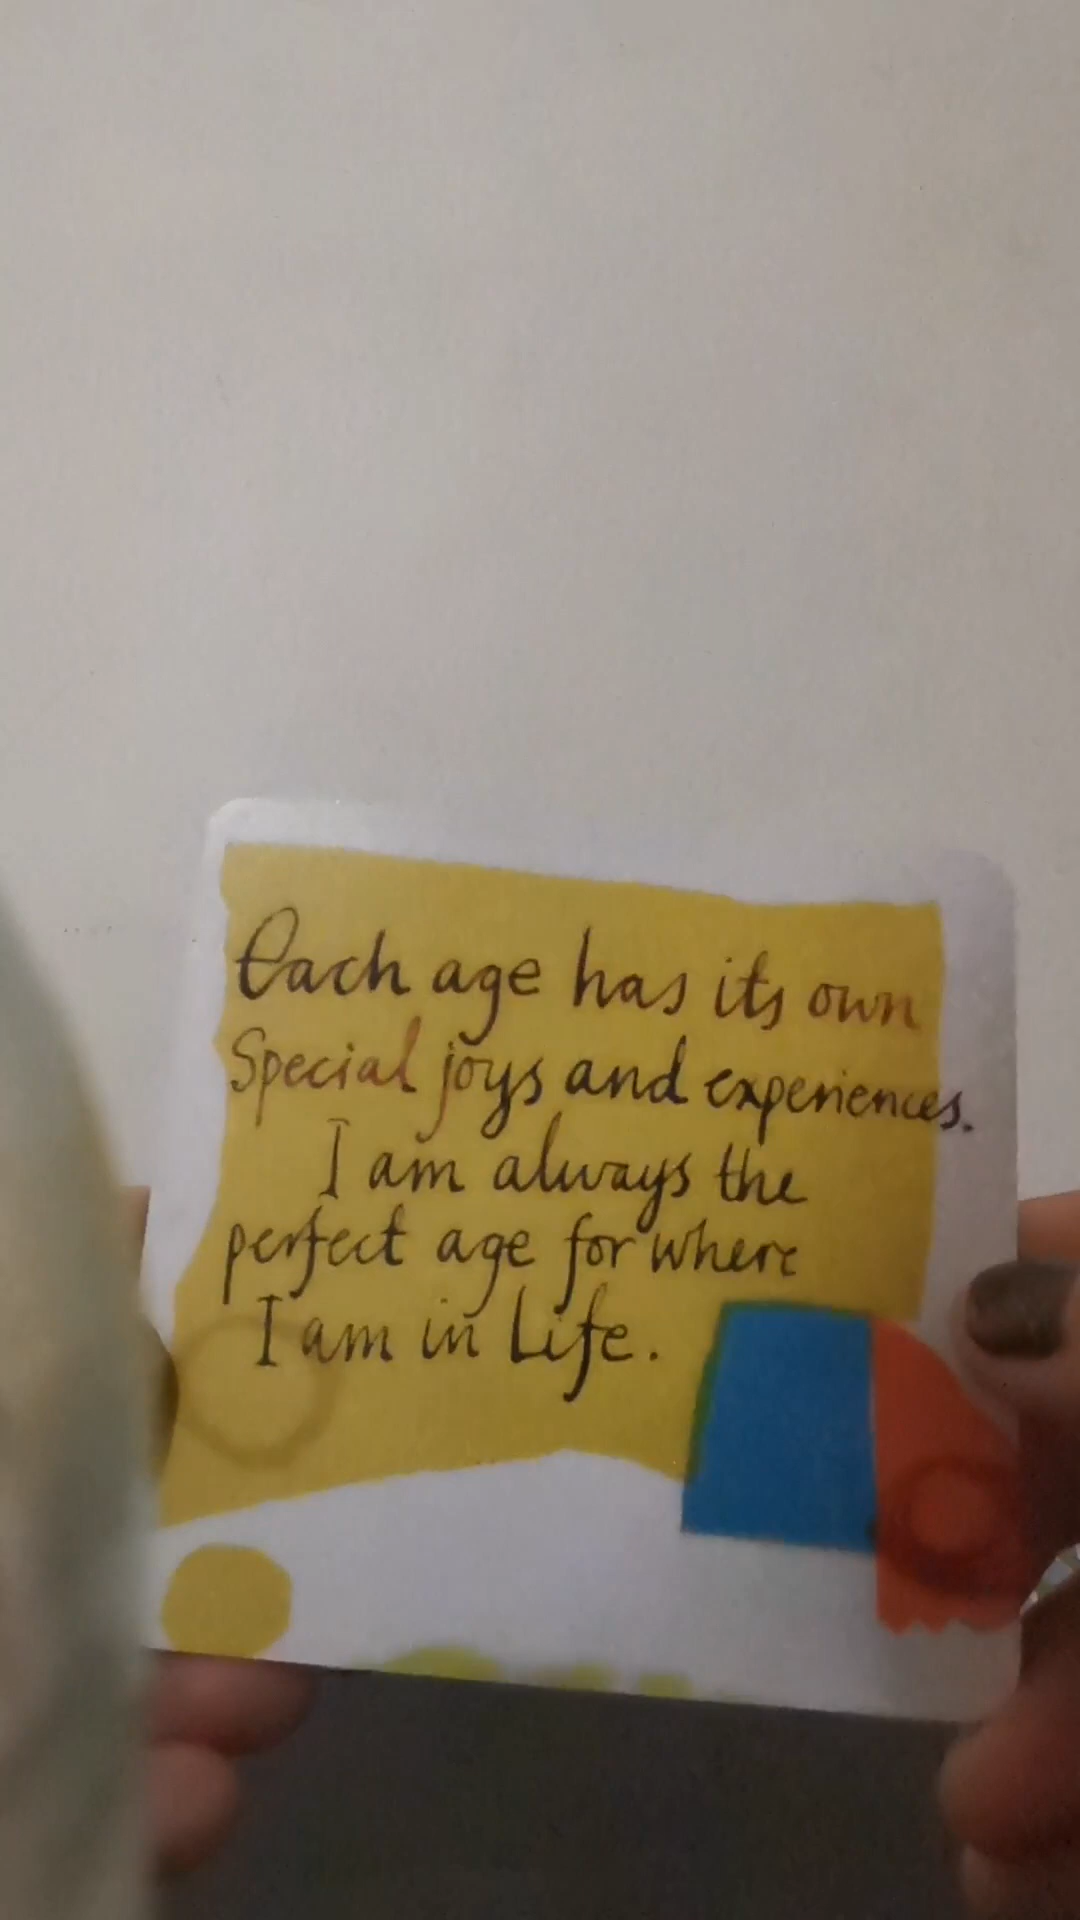 Each age has its own
Special joys and experiences.
I am always the
perfect age for where
I am in Life.